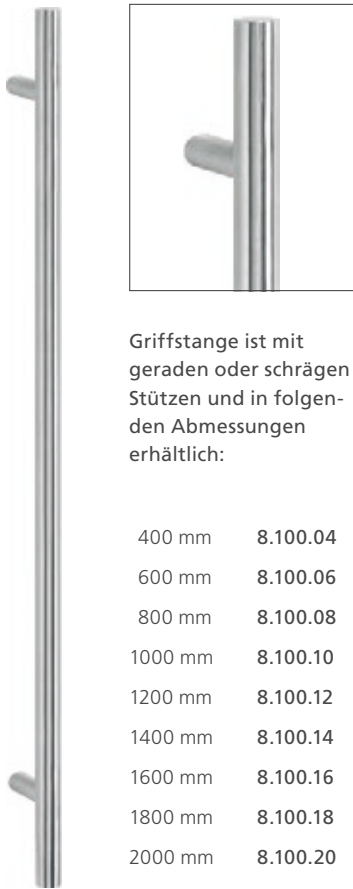 Griffstange ist mit
geraden oder schrägen
Stützen und in folgen-
den Abmessungen
erhältlich:
400 mm 8.100.04
600 mm 8.100.06
800 mm 8.100.08
1000 mm 8.100.10
1200 mm 8.100.12
1400 mm 8.100.14
1600 mm 8.100.16
1800 mm 8.100.18
2000 mm 8.100.20